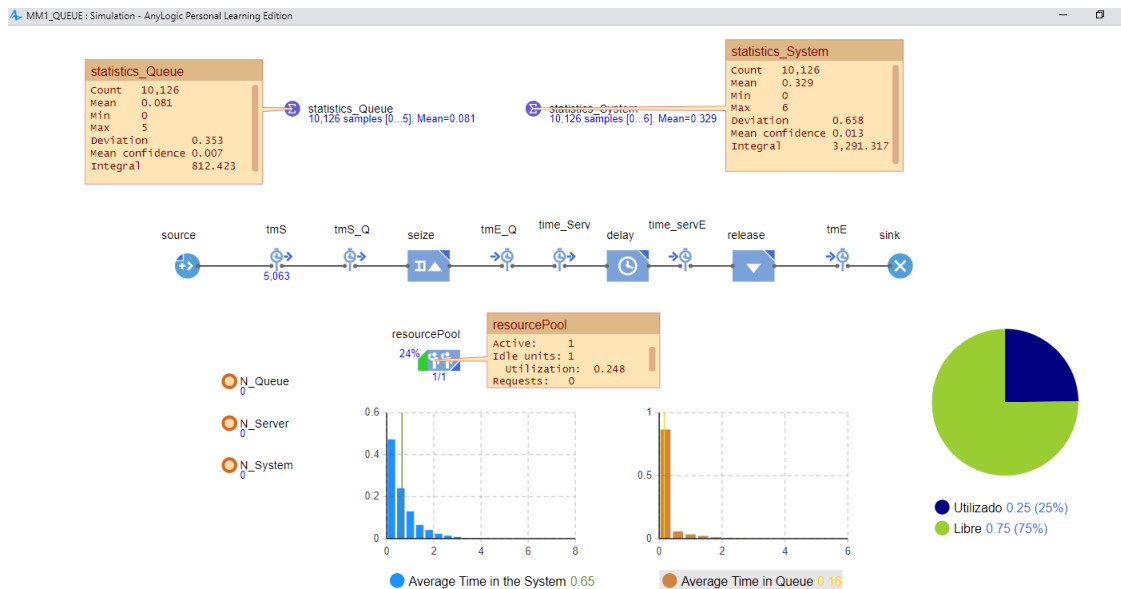 MM1_QUEUE : Simulation - AnyLogic Personal Learning Edition
statistics_Queue
Count 10,126
Mean 0.081
Min 0
Max 5
Deviation 0.353
Mean confidence 0.007
Integral 812.423
statistics_Queue
10,126 samples [0...5]. Mean=0.081
statistics_System
10,126 samples [0...6]. Mean=0.329
statistics_System
Count 10,126
Mean 0.329
Min 0
Max 6
Deviation 0.658
Mean confidence 0.013
Integral 3,291.317
source
tmS
5,063
tmS_Q
seize
tmE_Q
time_Serv
delay
time_servE
release
tmE
sink
resourcePool
24%
1/1
resourcePool
Active: 1
Idle units: 1
Utilization: 0.248
Requests: 0
N_Queue
0
N_Server
0
N_System
0
0.6
0.4
0.2
0
0 2 4 6 8
Average Time in the System 0.65
1
0.5
0
0 2 4 6
Average Time in Queue 0.16
Utilizado 0.25 (25%)
Libre 0.75 (75%)